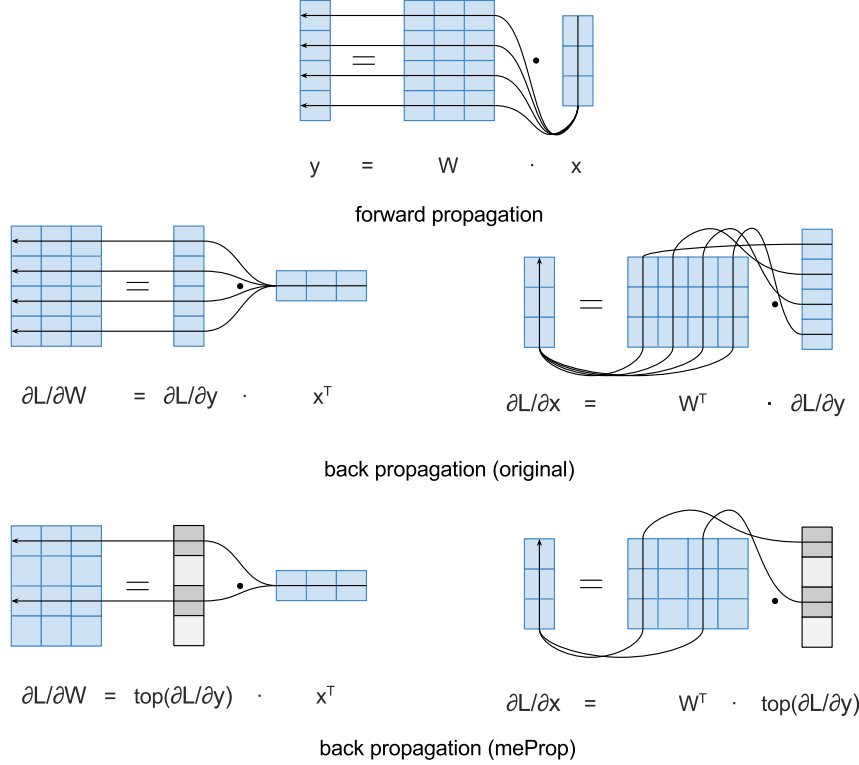 y = W · x
forward propagation
∂L/∂W = ∂L/∂y · xᵀ
∂L/∂x = Wᵀ · ∂L/∂y
back propagation (original)
∂L/∂W = top(∂L/∂y) · xᵀ
∂L/∂x = Wᵀ · top(∂L/∂y)
back propagation (meProp)